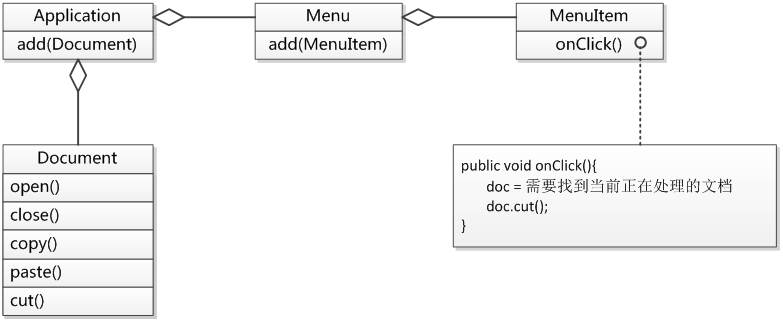 Application
add(Document)
Menu
add(MenuItem)
MenuItem
onClick()
Document
open()
close()
copy()
paste()
cut()
public void onClick(){
doc = 需要找到当前正在处理的文档
doc.cut();
}